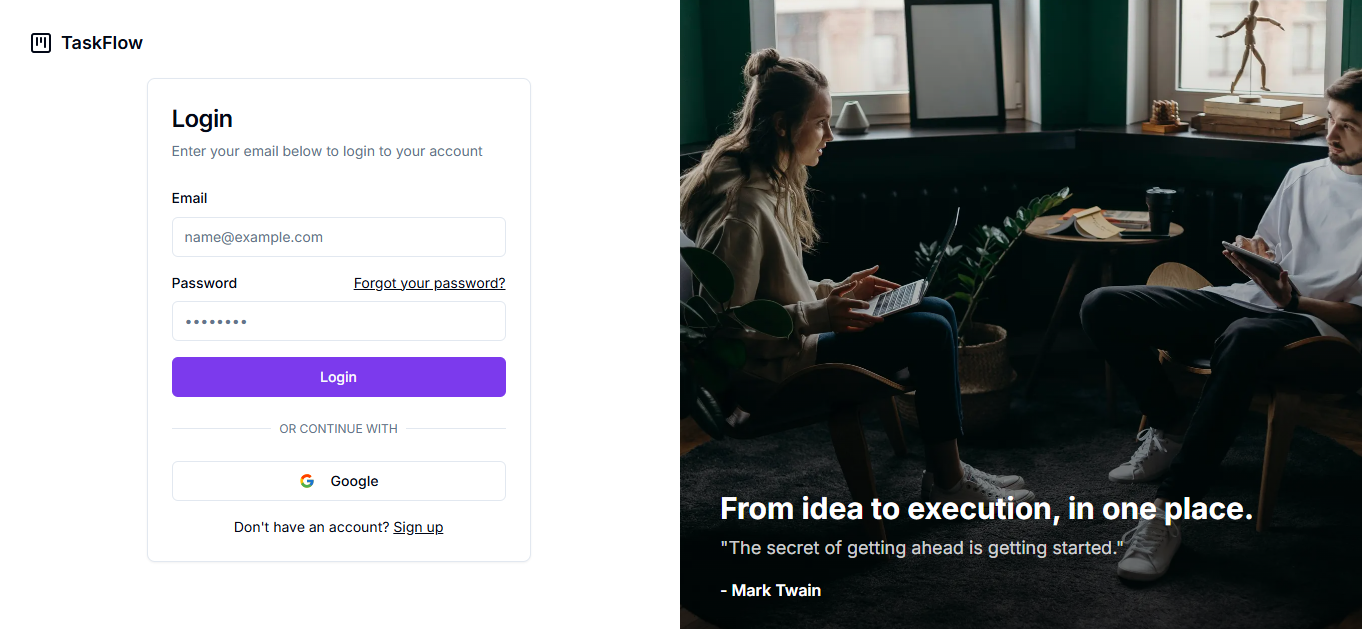 TaskFlow
Login
Enter your email below to login to your account
Email
name@example.com
Password Forgot your password?
••••••••
Login
OR CONTINUE WITH
Google
Don't have an account? Sign up
From idea to execution, in one place.
"The secret of getting ahead is getting started."
- Mark Twain